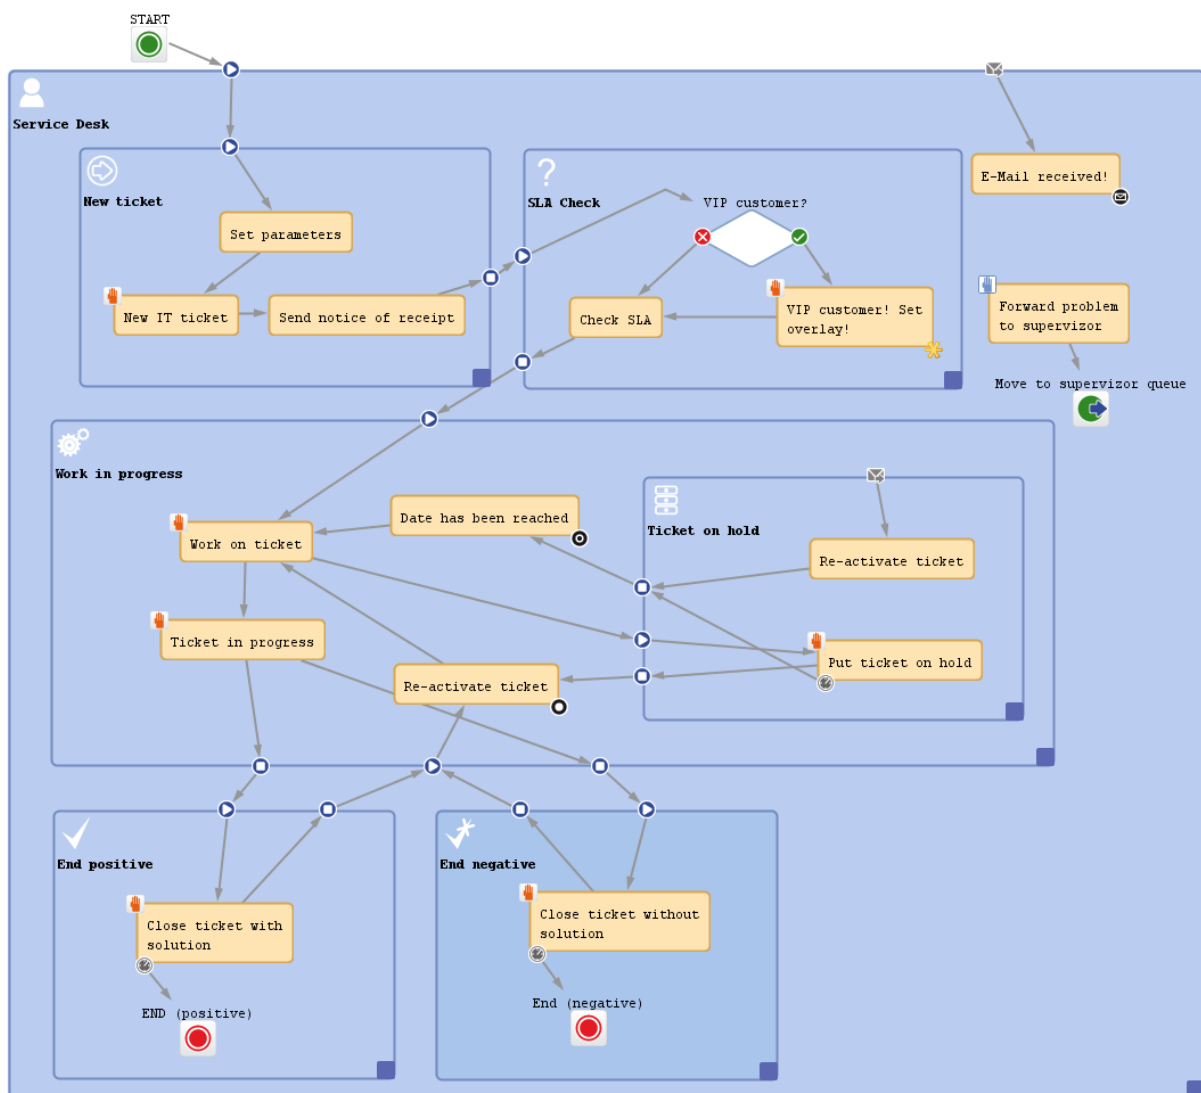 START
Service Desk
New ticket
Set parameters
New IT ticket
Send notice of receipt
SLA Check
VIP customer?
Check SLA
VIP customer! Set
overlay!
E-Mail received!
Forward problem
to supervizor
Move to supervizor queue
Work in progress
Date has been reached
Work on ticket
Ticket in progress
Re-activate ticket
Ticket on hold
Re-activate ticket
Put ticket on hold
End positive
Close ticket with
solution
END (positive)
End negative
Close ticket without
solution
End (negative)